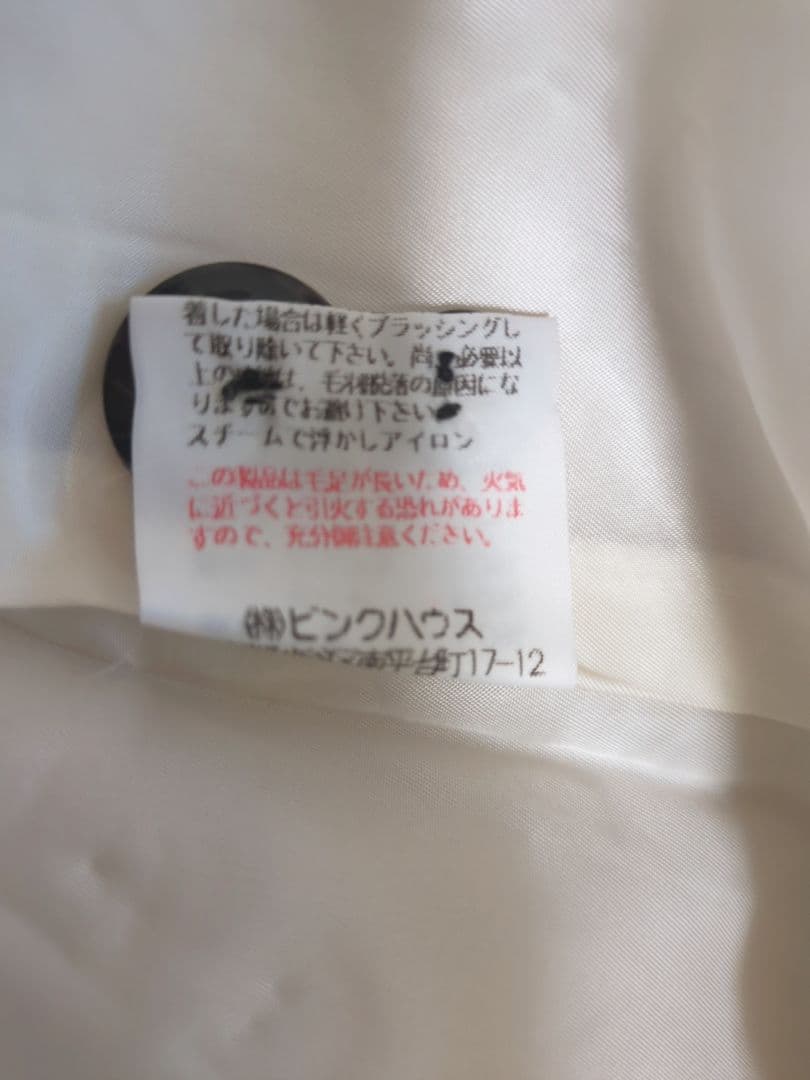 着した場合は軽くブラッシングし
て取り除いて下さい。尚、必要以
上の は、毛羽脱落の原因にな
りますのでお避け下さい。
スチームで浮かしアイロン
この製品は毛足が長いため、火気
に近づくと引火する恐れがありま
すので、充分御注意ください。
(株)ピンクハウス
南平台町17-12